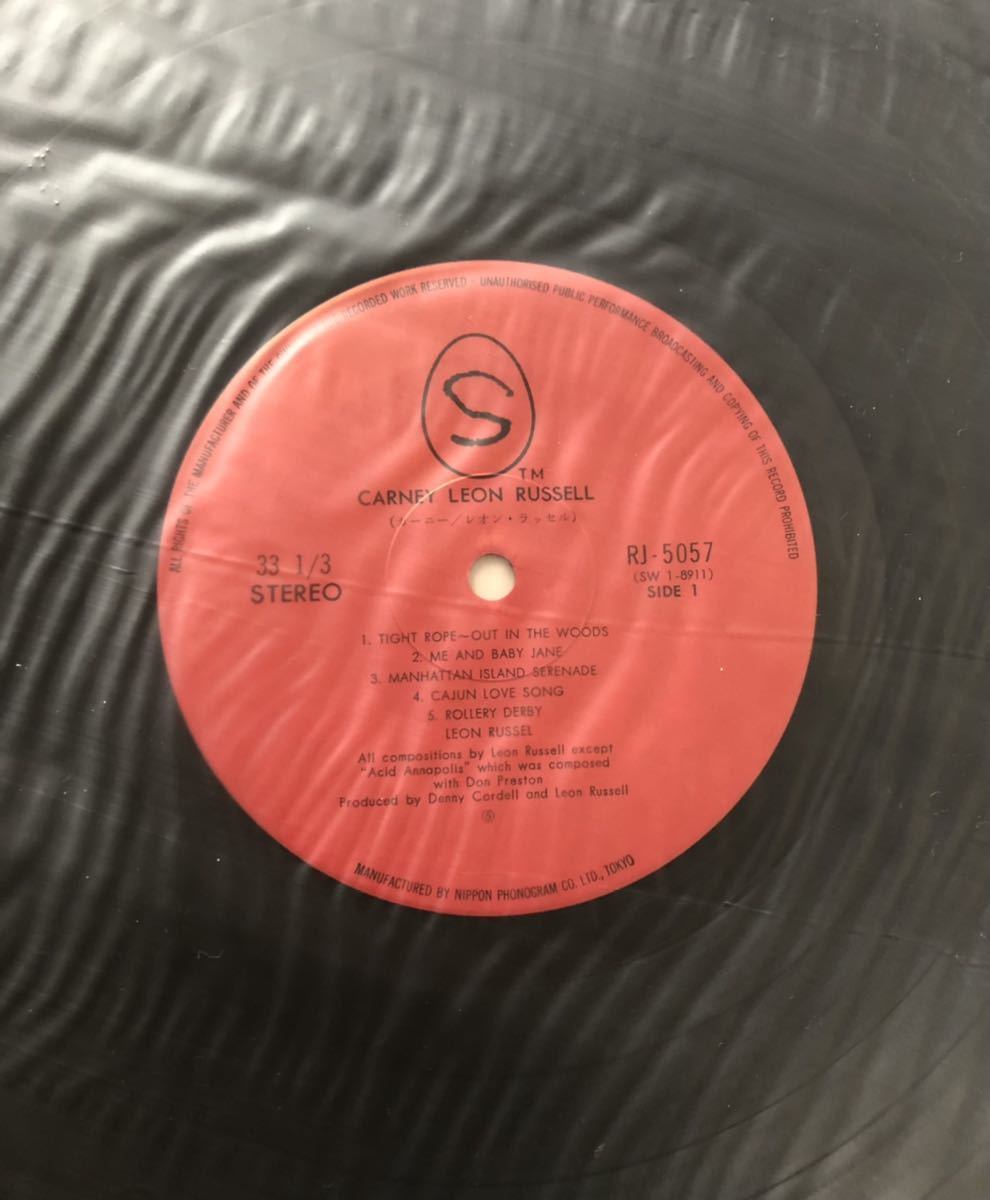 ALL RIGHTS OF THE MANUFACTURER AND OF THE RECORDED WORK RESERVED · UNAUTHORISED PUBLIC PERFORMANCE BROADCASTING AND COPYING OF THIS RECORD PROHIBITED
S
TM
CARNEY LEON RUSSELL
(カーニー/レオン・ラッセル)
33 1/3
STEREO
RJ-5057
(SW 1-8911)
SIDE 1
1. TIGHT ROPE~OUT IN THE WOODS
2. ME AND BABY JANE
3. MANHATTAN ISLAND SERENADE
4. CAJUN LOVE SONG
5. ROLLERY DERBY
LEON RUSSEL
All compositions by Leon Russell except
"Acid Annapolis" which was composed
with Don Preston
Produced by Denny Cordell and Leon Russell
Ⓢ
MANUFACTURED BY NIPPON PHONOGRAM CO. LTD., TOKYO